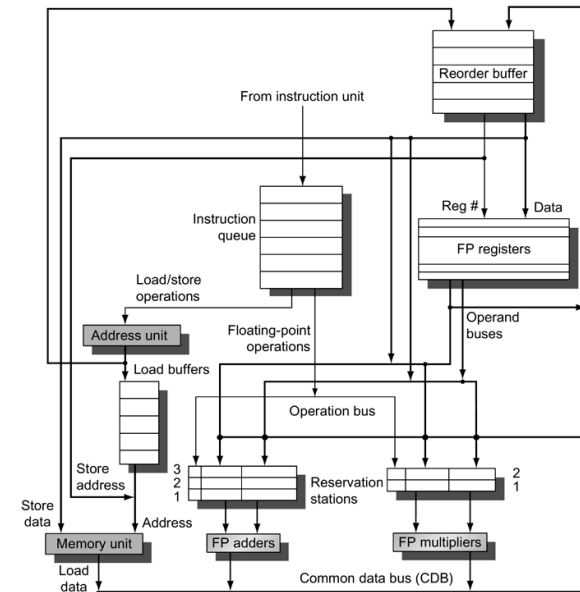 Reorder buffer
From instruction unit
Reg #
Data
Instruction
queue
FP registers
Load/store
operations
Operand
buses
Floating-point
operations
Address unit
Load buffers
Operation bus
3
2
1
Reservation
stations
2
1
Store
address
Store
data
Address
Memory unit
FP adders
FP multipliers
Load
data
Common data bus (CDB)